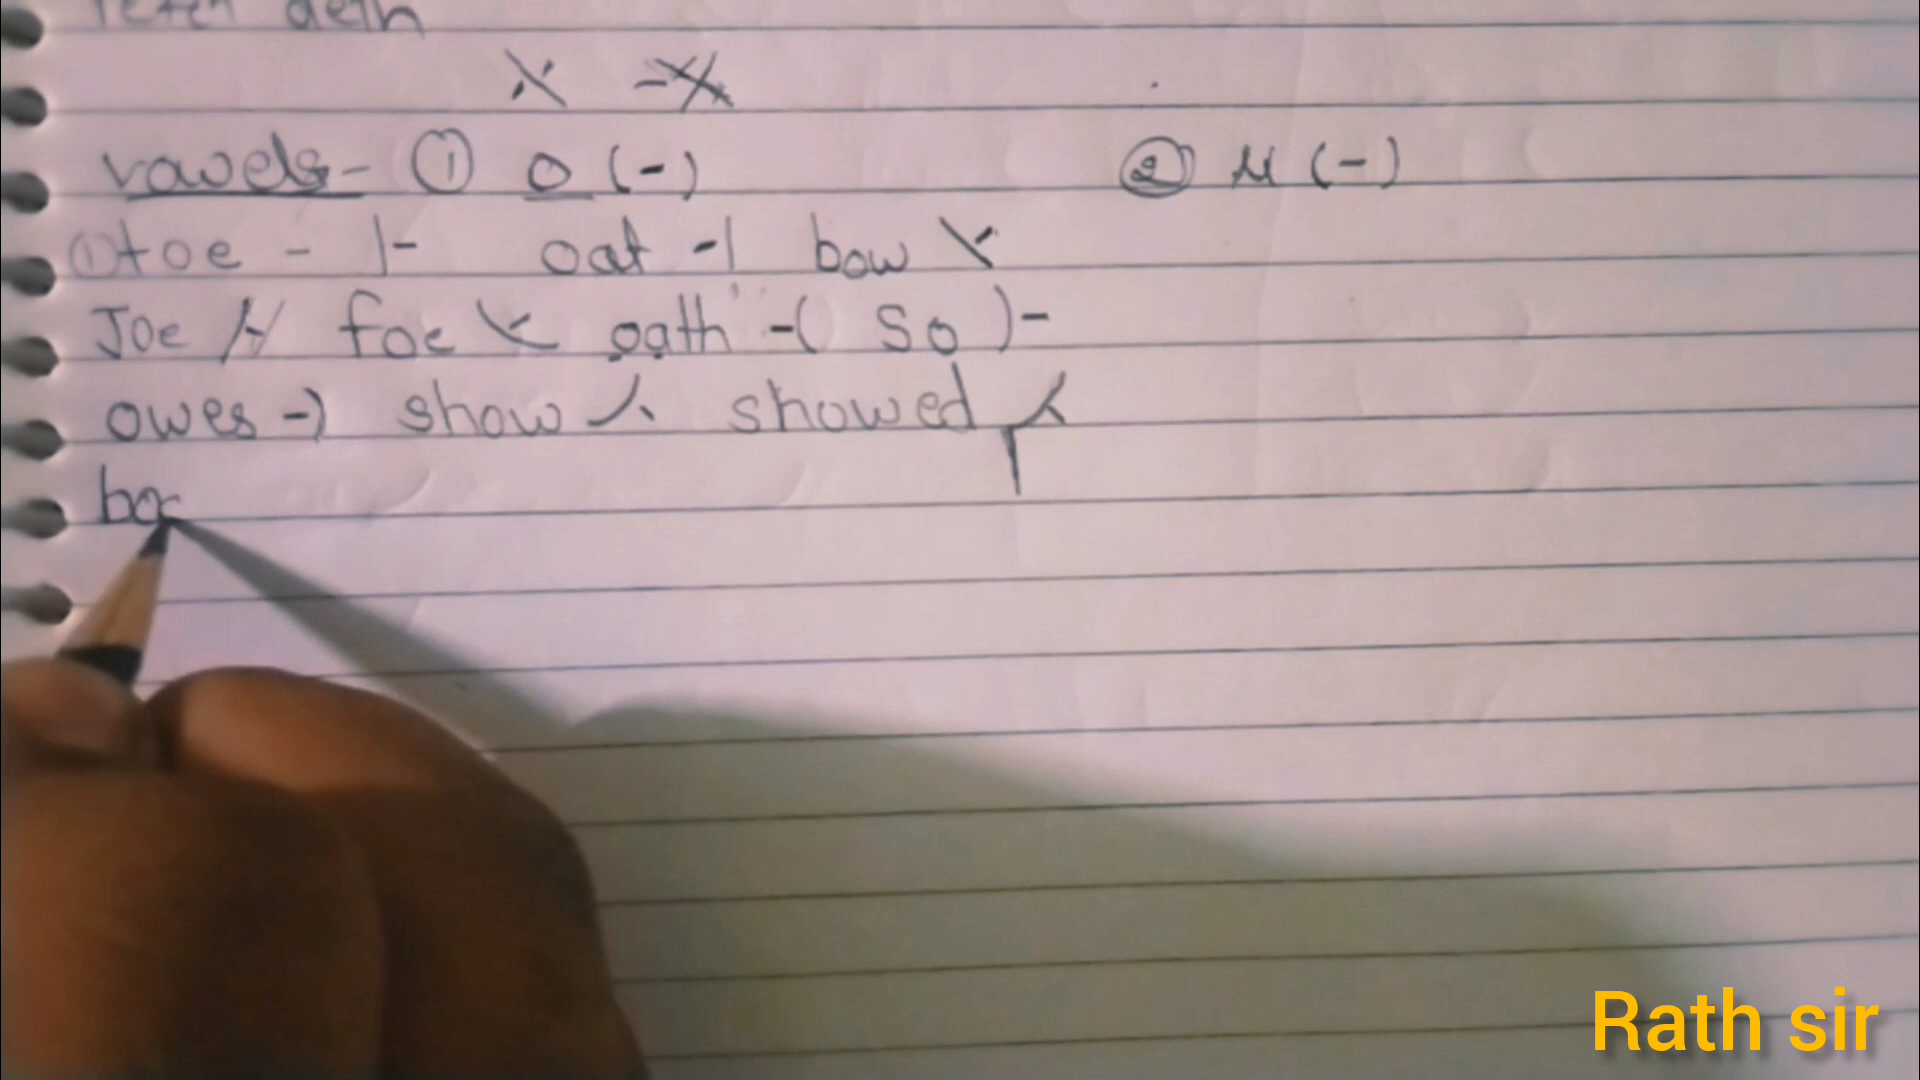 vowels - ① o (-) ② u (-)
① toe - |- oat -| bow
Joe foe oath -( so )-
owes -) show showed
bo
Rath sir